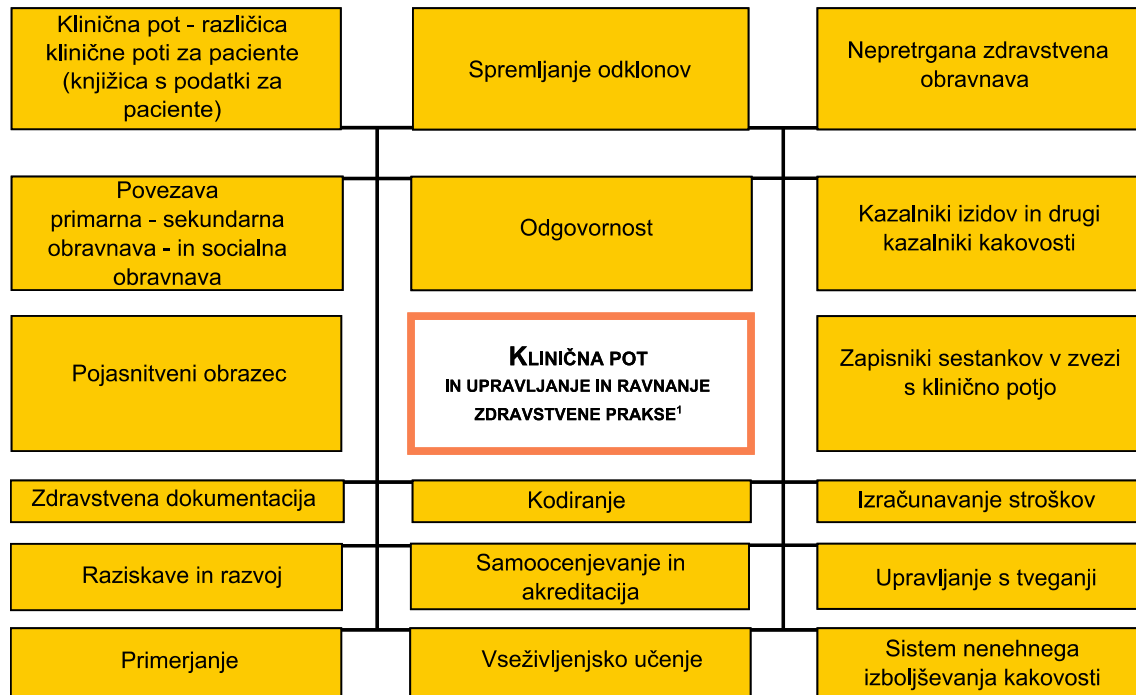 Klinična pot - različica
klinične poti za paciente
(knjižica s podatki za
paciente)
Spremljanje odklonov
Nepretrgana zdravstvena
obravnava
Povezava
primarna - sekundarna
obravnava - in socialna
obravnava
Odgovornost
Kazalniki izidov in drugi
kazalniki kakovosti
Pojasnitveni obrazec
KLINIČNA POT
IN UPRAVLJANJE IN RAVNANJE
ZDRAVSTVENE PRAKSE¹
Zapisniki sestankov v zvezi
s klinično potjo
Zdravstvena dokumentacija
Kodiranje
Izračunavanje stroškov
Raziskave in razvoj
Samoocenjevanje in
akreditacija
Upravljanje s tveganji
Primerjanje
Vseživljenjsko učenje
Sistem nenehnega
izboljševanja kakovosti